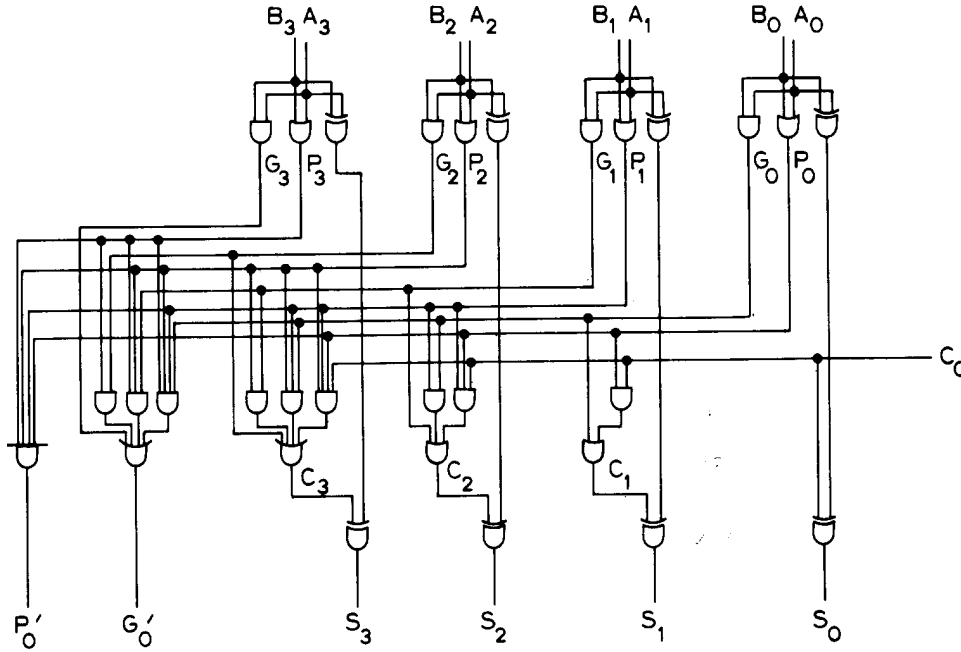 B₃ A₃ B₂ A₂ B₁ A₁ B₀ A₀
G₃ P₃ G₂ P₂ G₁ P₁ G₀ P₀
C₀
C₃ C₂ C₁
P₀′ G₀′ S₃ S₂ S₁ S₀